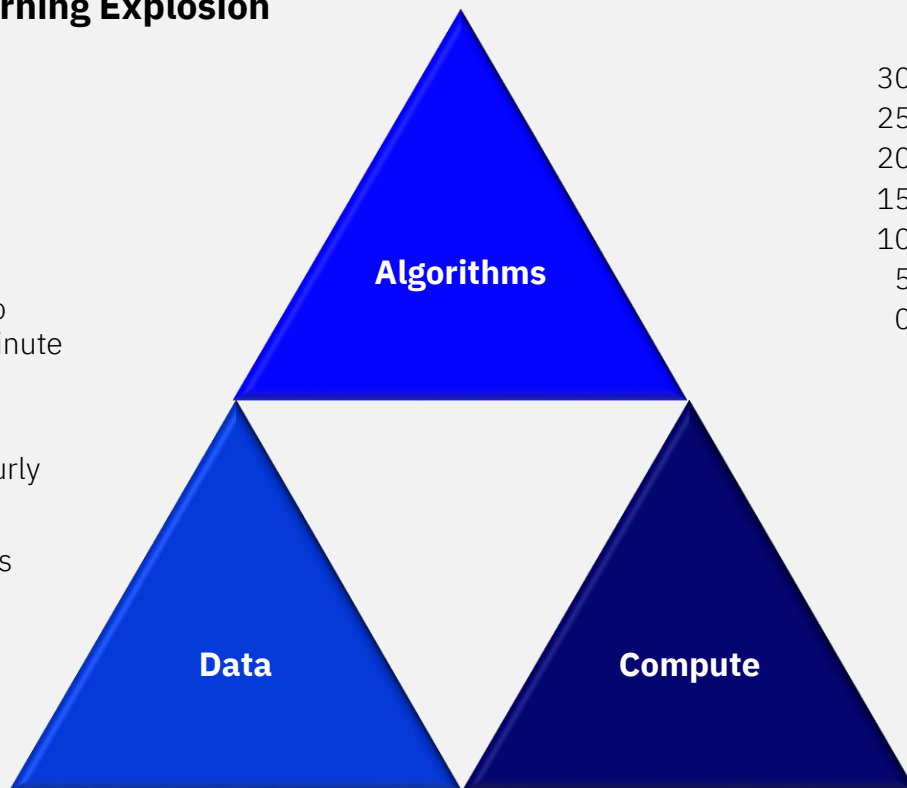 rning Explosion
30
25
20
15
10
5
0
Algorithms
inute
urly
s
Data
Compute